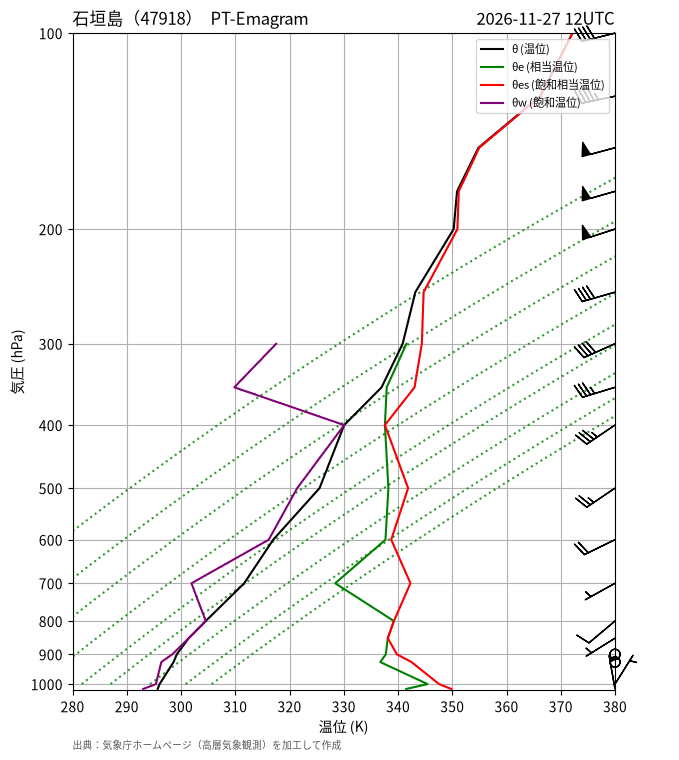 石垣島（47918） PT-Emagram
2026-11-27 12UTC
θ (温位)
θe (相当温位)
θes (飽和相当温位)
θw (飽和温位)
気圧 (hPa)
100
200
300
400
500
600
700
800
900
1000
280 290 300 310 320 330 340 350 360 370 380
温位 (K)
出典：気象庁ホームページ（高層気象観測）を加工して作成